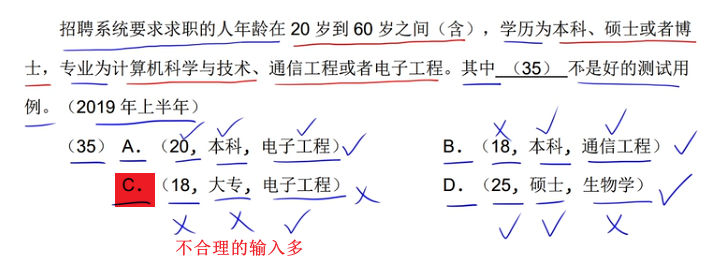 招聘系统要求求职的人年龄在 20 岁到 60 岁之间（含），学历为本科、硕士或者博
士，专业为计算机科学与技术、通信工程或者电子工程。其中（35）不是好的测试用
例。（2019 年上半年）
（35）A．（20，本科，电子工程） B．（18，本科，通信工程）
C．（18，大专，电子工程） D．（25，硕士，生物学）
不合理的输入多